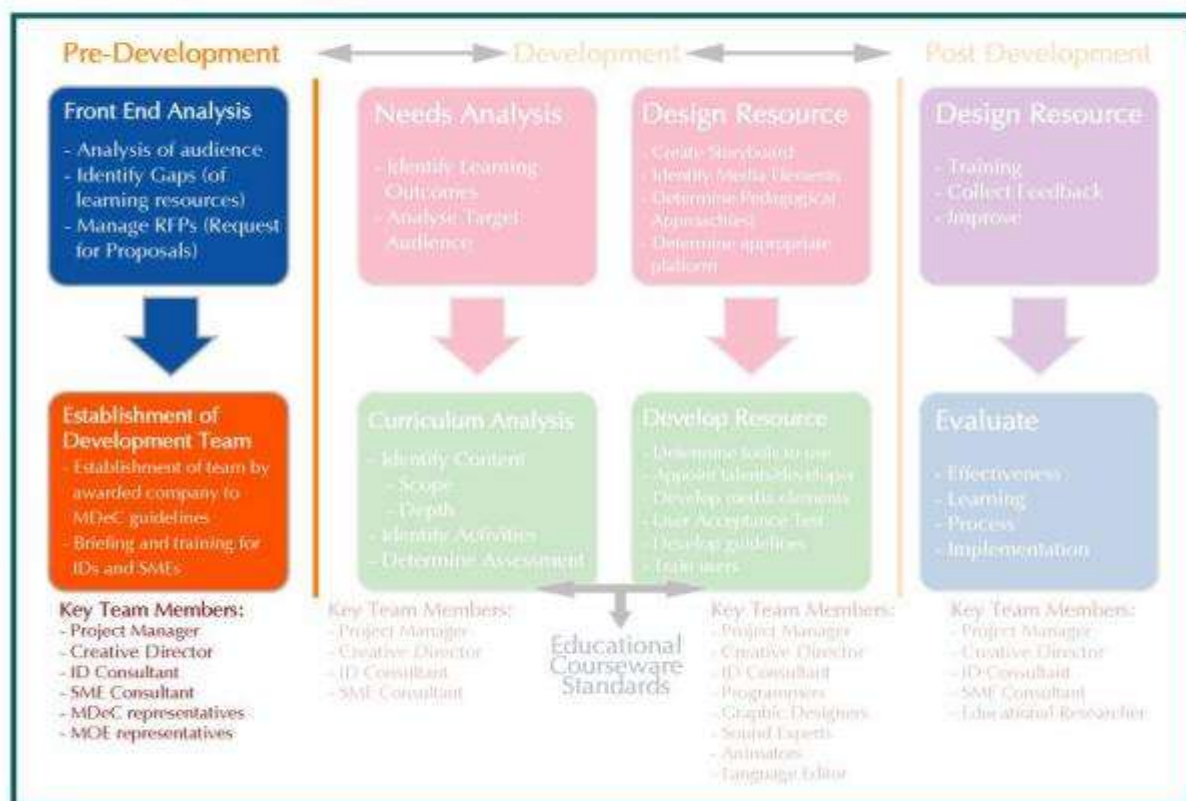 Pre-Development
Development
Post Development
Front End Analysis
- Analysis of audience
- Identify Gaps (of
learning resources)
- Manage RFPs (Request
for Proposals)
Establishment of
Development Team
- Establishment of team by
awarded company to
MDeC guidelines
- Briefing and training for
IDs and SMEs
Key Team Members:
- Project Manager
- Creative Director
- ID Consultant
- SME Consultant
- MDeC representatives
- MOE representatives
Needs Analysis
- Identify Learning
Outcomes
- Analyse Target
Audience
Curriculum Analysis
- Identify Content
- Scope
- Depth
- Identify Activities
- Determine Assessment
Key Team Members:
- Project Manager
- Creative Director
- ID Consultant
- SME Consultant
Educational
Courseware
Standards
Design Resource
- Create Storyboard
- Identify Media Elements
- Determine Pedagogical
Approach(es)
- Determine appropriate
platform
Develop Resource
- Determine tools to use
- Appoint talents/developer
- Develop media elements
- User Acceptance Test
- Develop guidelines
- Train users
Key Team Members:
- Project Manager
- Creative Director
- ID Consultant
- Programmers
- Graphic Designers
- Sound Experts
- Animators
- Language Editor
Design Resource
- Training
- Collect Feedback
- Improve
Evaluate
- Effectiveness
- Learning
- Process
- Implementation
Key Team Members:
- Project Manager
- Creative Director
- ID Consultant
- SME Consultant
- Educational Researcher